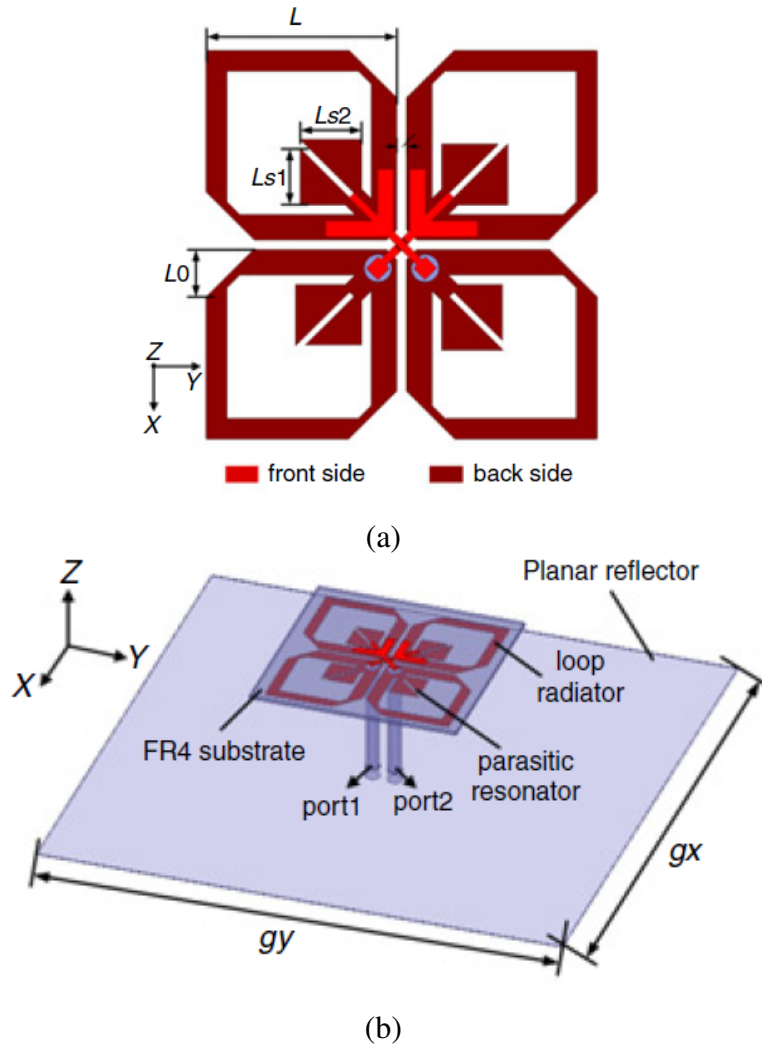 L
Ls2
Ls1
L0
Z
Y
X
front side
back side
(a)
Z
Y
X
Planar reflector
loop
radiator
FR4 substrate
parasitic
resonator
port1
port2
gx
gy
(b)